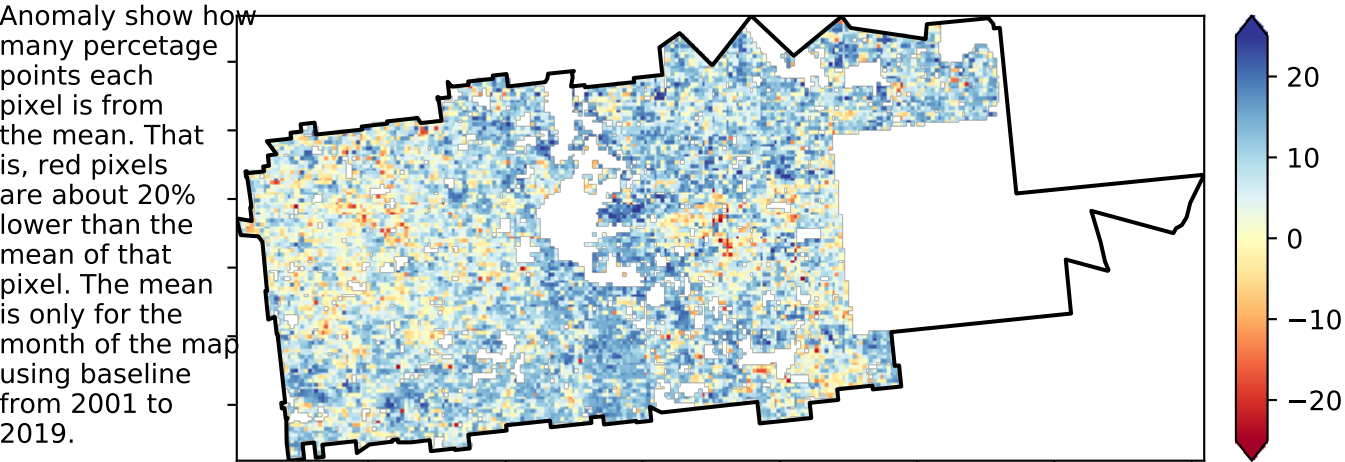 Anomaly show how
many percetage
points each
pixel is from
the mean. That
is, red pixels
are about 20%
lower than the
mean of that
pixel. The mean
is only for the
month of the map
using baseline
from 2001 to
2019.
20
10
0
−10
−20